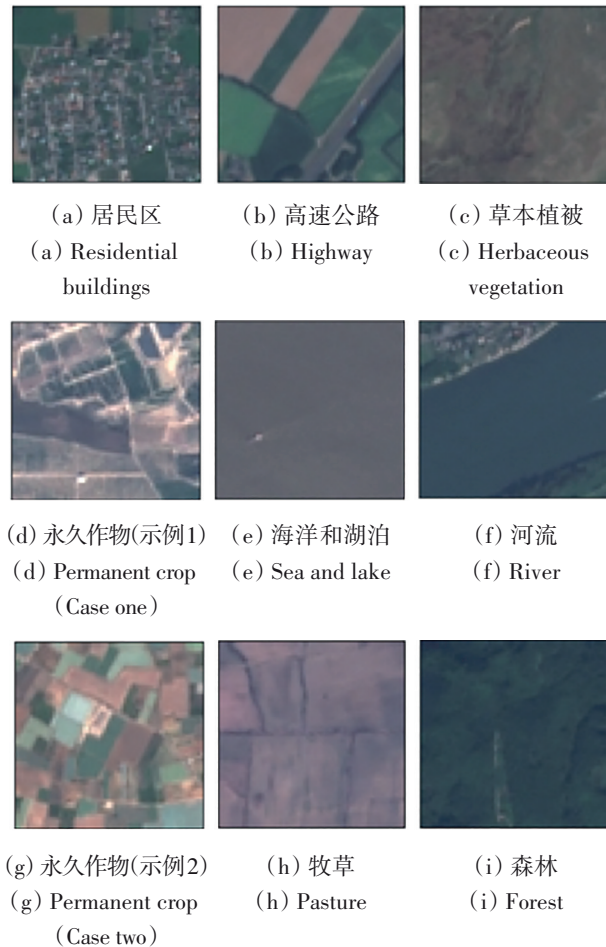 (a) 居民区
(b) 高速公路
(c) 草本植被
(a) Residential
buildings
(b) Highway
(c) Herbaceous
vegetation
(d) 永久作物(示例1)
(e) 海洋和湖泊
(f) 河流
(d) Permanent crop
(Case one)
(e) Sea and lake
(f) River
(g) 永久作物(示例2)
(h) 牧草
(i) 森林
(g) Permanent crop
(Case two)
(h) Pasture
(i) Forest